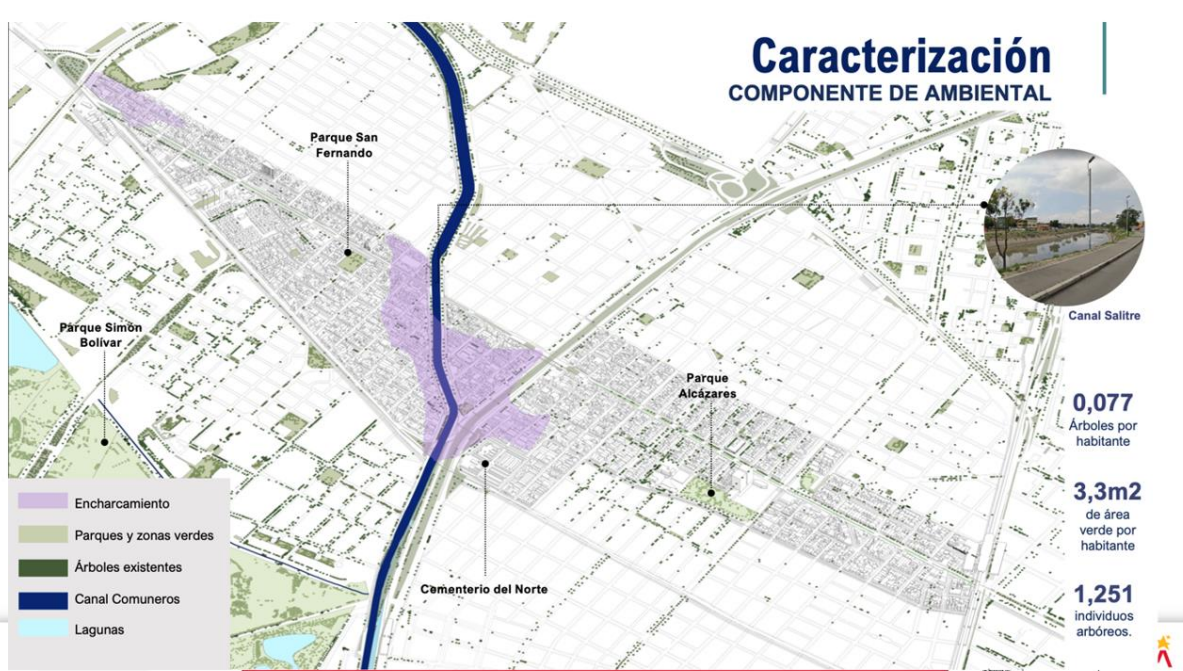 Caracterización
COMPONENTE DE AMBIENTAL
Parque San
Fernando
Canal Salitre
Parque Simón
Bolívar
Parque
Alcázares
0,077
Árboles por
habitante
3,3m2
de área
verde por
habitante
Encharcamiento
Parques y zonas verdes
Árboles existentes
Canal Comuneros
Lagunas
Cementerio del Norte
1,251
individuos
arbóreos.